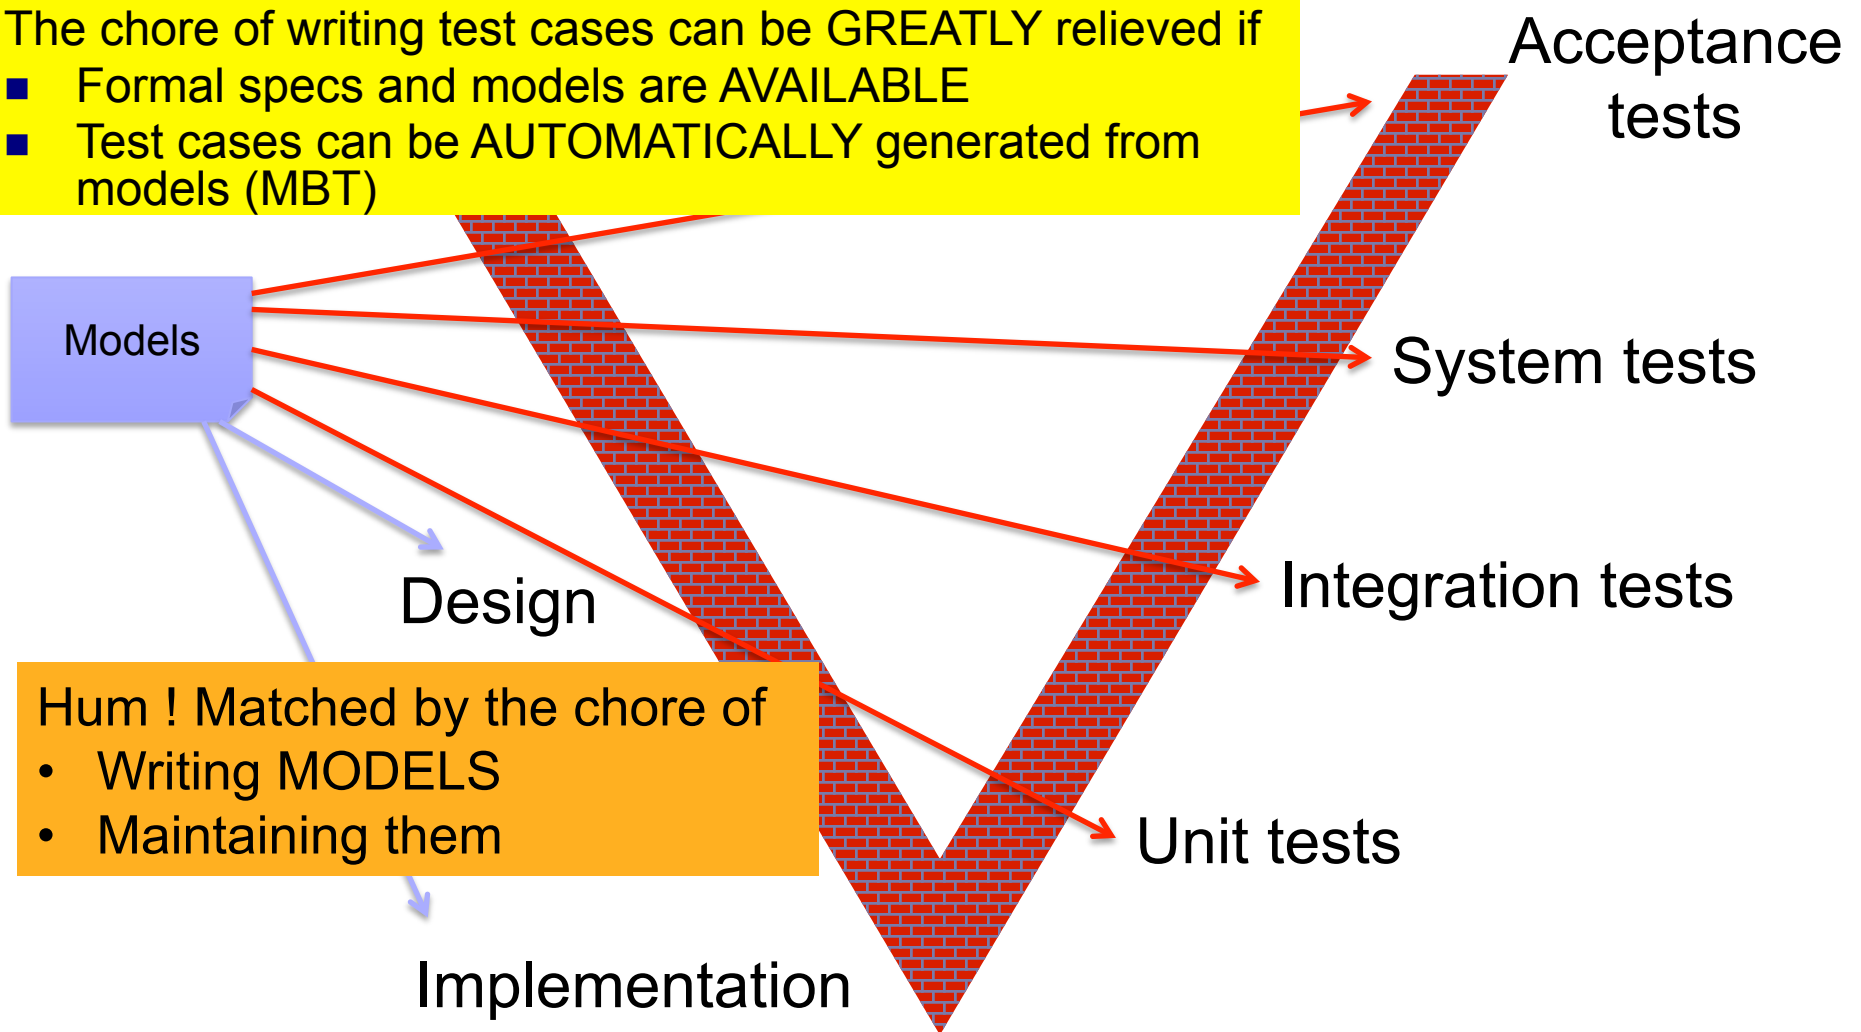 The chore of writing test cases can be GREATLY relieved if
■ Formal specs and models are AVAILABLE
■ Test cases can be AUTOMATICALLY generated from
models (MBT)
Acceptance
tests
Models
System tests
Design
Integration tests
Hum ! Matched by the chore of
• Writing MODELS
• Maintaining them
Unit tests
Implementation